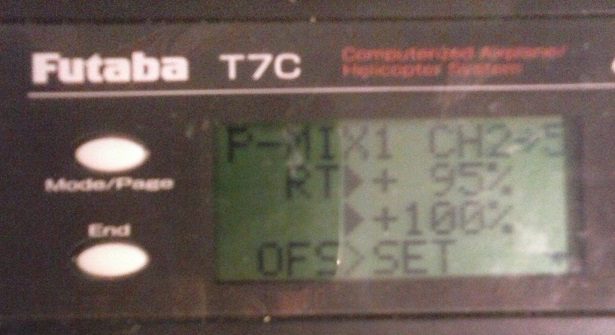 Futaba T7C
Computerized Airplane/
Helicopter System
Mode/Page
End
P-MIX1 CH2→5
RT▶+ 95%
▶+100%
OFS>SET